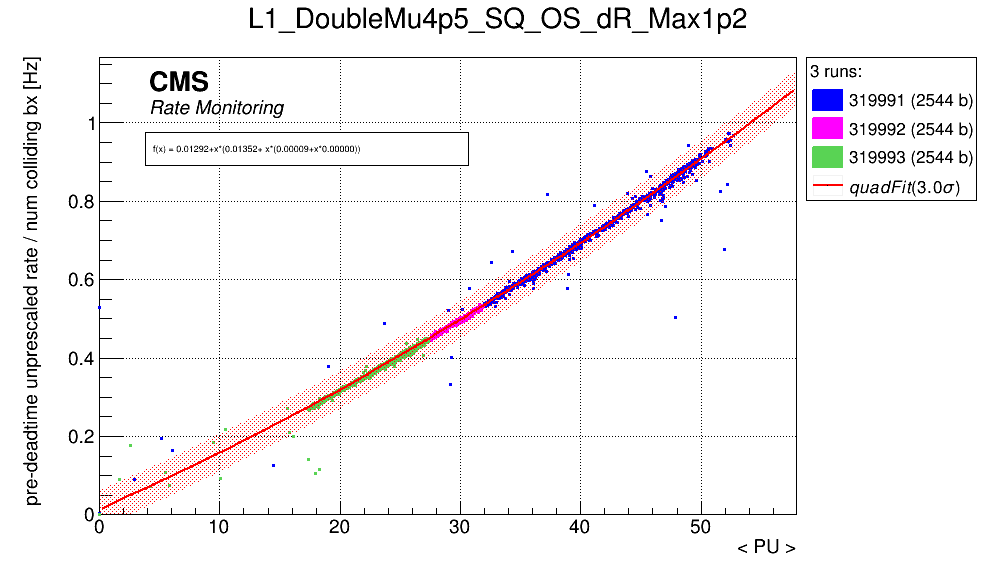 L1_DoubleMu4p5_SQ_OS_dR_Max1p2
CMS
Rate Monitoring
f(x) = 0.01292+x*(0.01352+ x*(0.00009+x*0.00000))
pre-deadtime unprescaled rate / num colliding bx [Hz]
1
0.8
0.6
0.4
0.2
0
0 10 20 30 40 50
< PU >
3 runs:
319991 (2544 b)
319992 (2544 b)
319993 (2544 b)
quadFit(3.0σ)